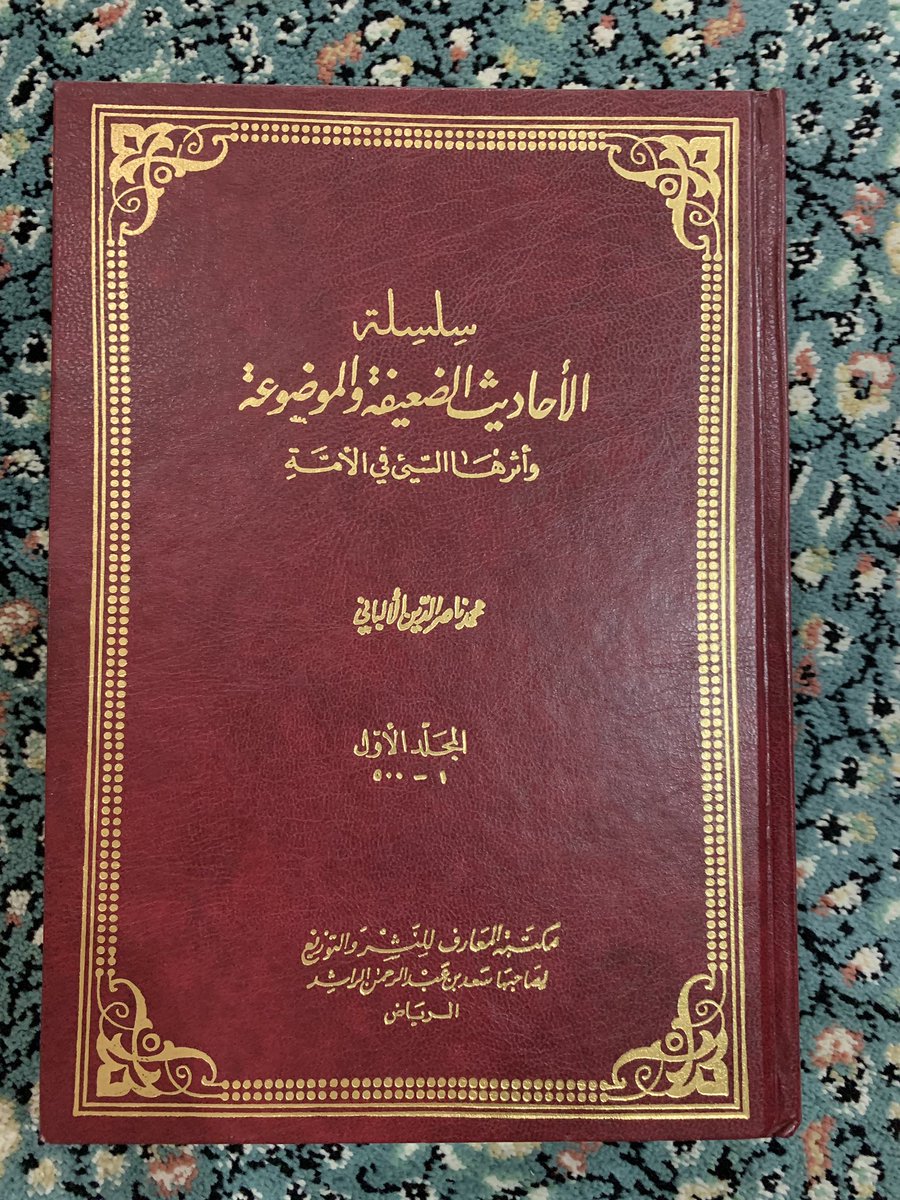 سلسلة
الأحاديث الضعيفة والموضوعة
وأثرها السيئ في الأمة
محمد ناصر الدين الألباني
المجلد الأول
١ - ٥٠٠
مكتبة المعارف للنشر والتوزيع
لصاحبها سعد بن عبد الرحمن الراشد
الرياض